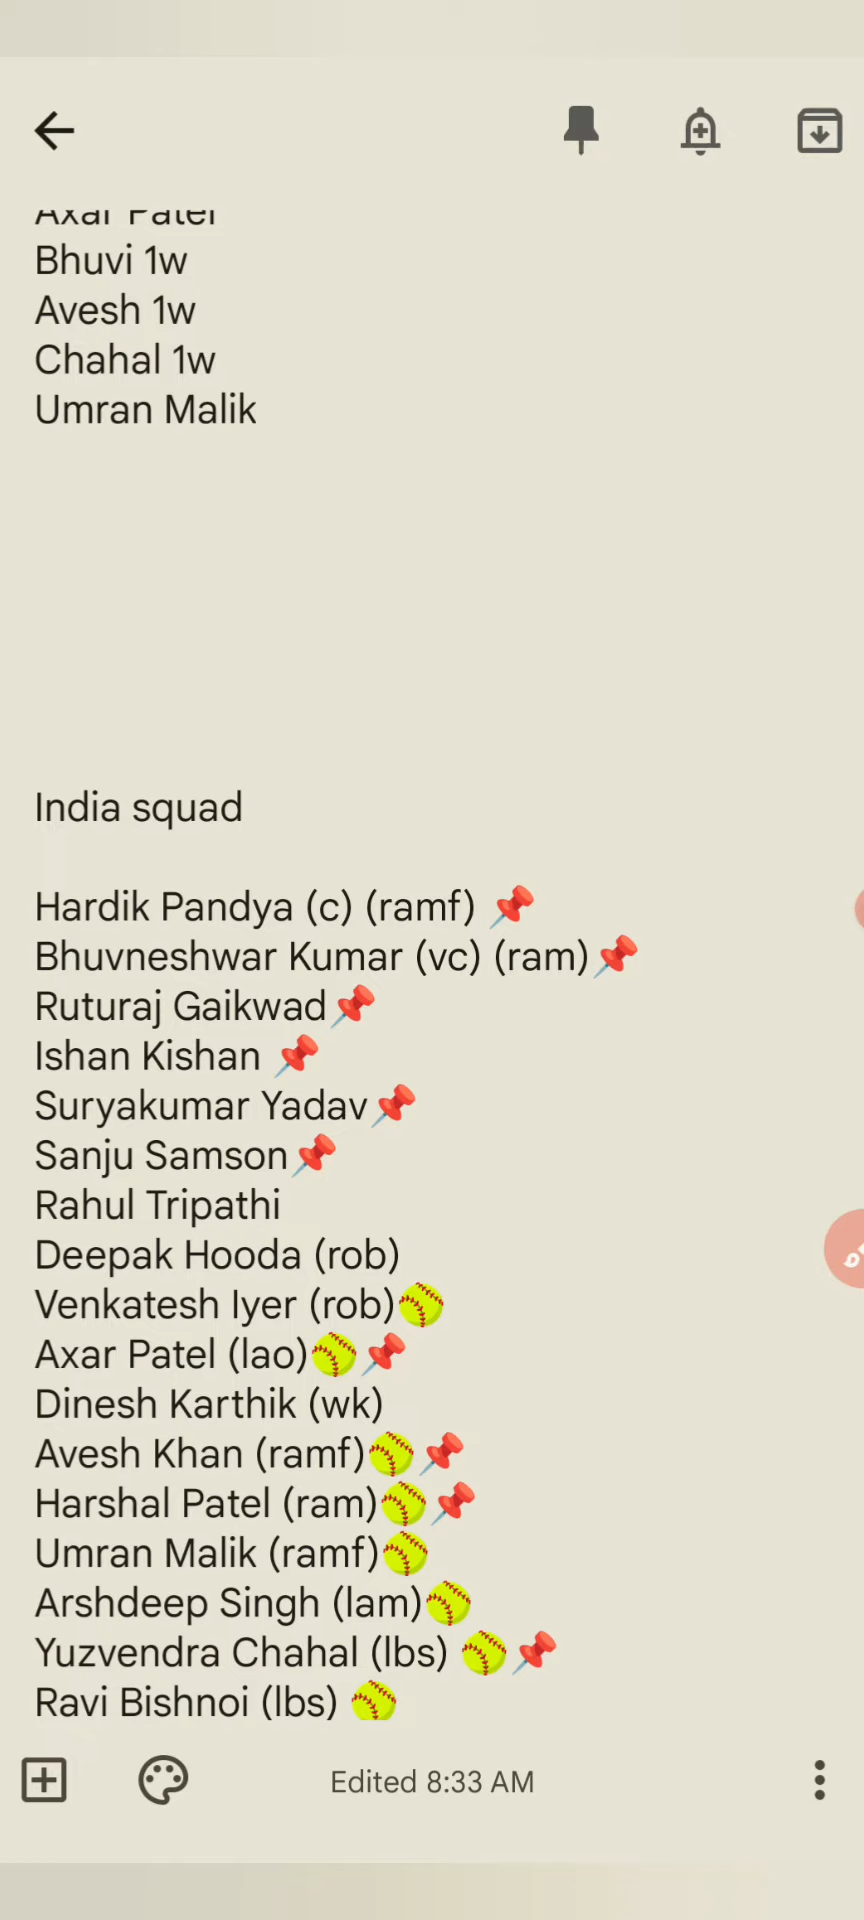 Axar Patel
Bhuvi 1w
Avesh 1w
Chahal 1w
Umran Malik
India squad
Hardik Pandya (c) (ramf) 📌
Bhuvneshwar Kumar (vc) (ram)📌
Ruturaj Gaikwad📌
Ishan Kishan 📌
Suryakumar Yadav📌
Sanju Samson📌
Rahul Tripathi
Deepak Hooda (rob)
Venkatesh Iyer (rob)🥎
Axar Patel (lao)🥎📌
Dinesh Karthik (wk)
Avesh Khan (ramf)🥎📌
Harshal Patel (ram)🥎📌
Umran Malik (ramf)🥎
Arshdeep Singh (lam)🥎
Yuzvendra Chahal (lbs) 🥎📌
Ravi Bishnoi (lbs) 🥎
Edited 8:33 AM